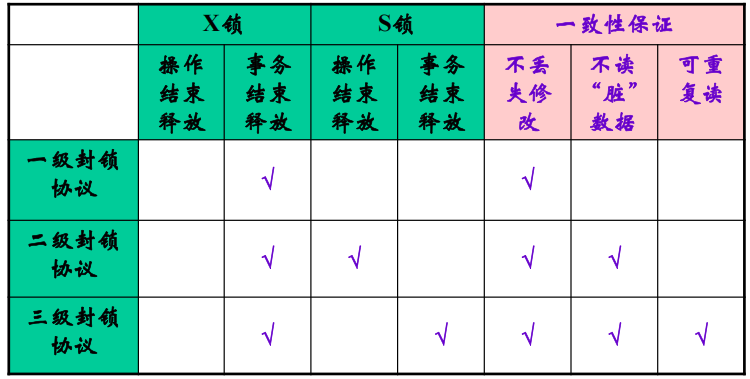 X锁 S锁 一致性保证
操作 事务 操作 事务 不丢 不读 可重
结束 结束 结束 结束 失修 “脏” 复读
释放 释放 释放 释放 改 数据
一级封锁
协议 √ √
二级封锁
协议 √ √ √ √
三级封锁
协议 √ √ √ √ √